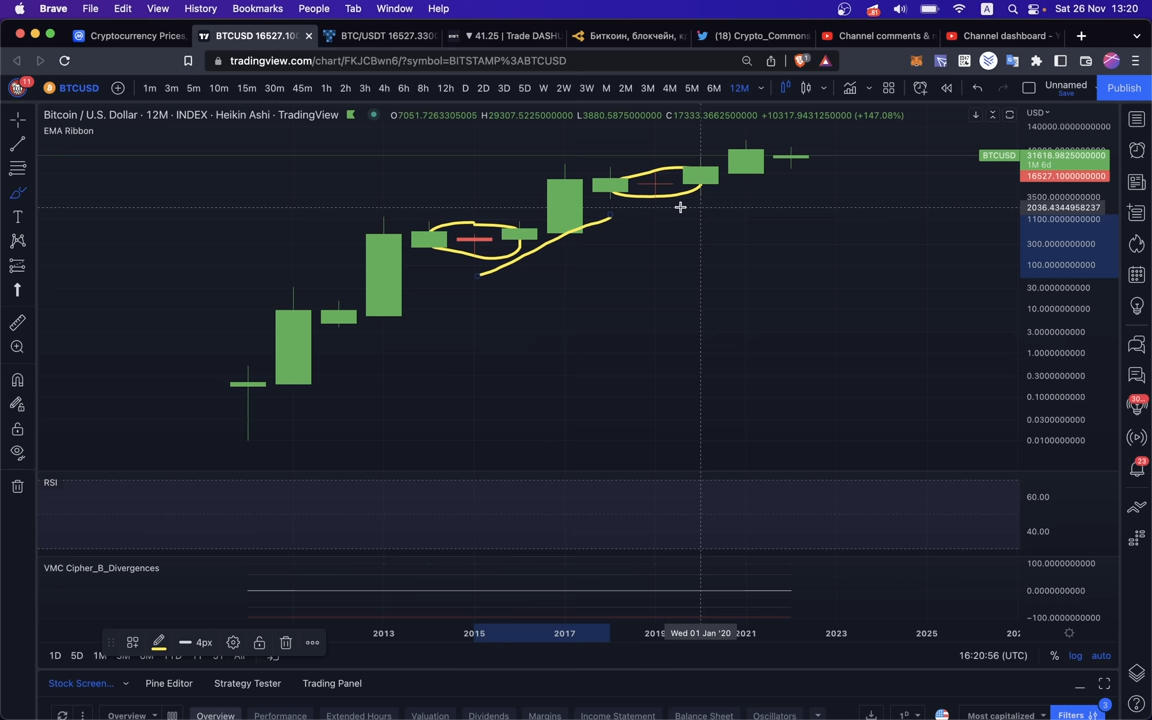 Brave File Edit View History Bookmarks People Tab Window Help 81 A Sat 26 Nov 13:20
Cryptocurrency Prices, BTCUSD 16527.10 BTC/USDT 16527.330 41.25 | Trade DASH (18) Crypto_Commons Channel comments & Channel dashboard - Y
tradingview.com/chart/FKJCBwn6/?symbol=BITSTAMP%3ABTCUSD
11 BTCUSD 1m 3m 5m 10m 15m 30m 45m 1h 2h 3h 4h 6h 8h 12h D 2D 3D 5D W 2W 3W M 2M 3M 4M 5M 6M 12M Unnamed Save Publish
Bitcoin / U.S. Dollar · 12M · INDEX · Heikin Ashi · TradingView O7051.7263305065 H29307.5225000000 L3880.5875000000 C17333.3662500000 +10317.9431250000 (+147.08%) USD
EMA Ribbon
140000.0000000000
BTCUSD 31618.9825000000
1M 6d
16527.1000000000
3500.0000000000
2036.4344958237
1100.0000000000
300.0000000000
100.0000000000
30.0000000000
10.0000000000
3.0000000000
1.0000000000
0.3000000000
0.1000000000
0.0300000000
0.0100000000
30
23
RSI
60.00
40.00
VMC Cipher_B_Divergences
100.0000000000
0.0000000000
−100.0000000000
4px
2013 2015 2017 2019 Wed 01 Jan '20 2021 2023 2025
1D 5D 1M 16:20:56 (UTC) % log auto
Stock Screen... Pine Editor Strategy Tester Trading Panel
Overview Overview Performance Extended Hours Valuation Dividends Margins Income Statement Balance Sheet Oscillators 1D Most capitalized Filters 3